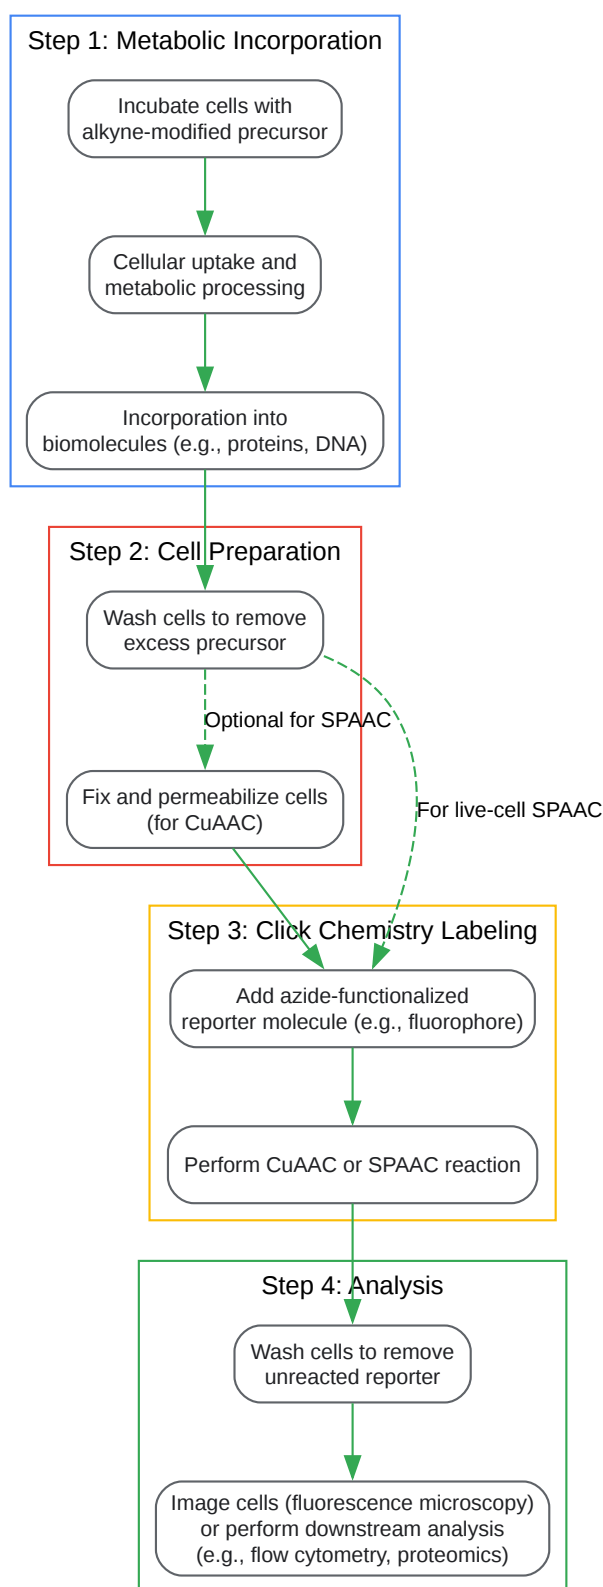 Step 1: Metabolic Incorporation
Incubate cells with
alkyne-modified precursor
Cellular uptake and
metabolic processing
Incorporation into
biomolecules (e.g., proteins, DNA)
Step 2: Cell Preparation
Wash cells to remove
excess precursor
Optional for SPAAC
Fix and permeabilize cells
(for CuAAC)
For live-cell SPAAC
Step 3: Click Chemistry Labeling
Add azide-functionalized
reporter molecule (e.g., fluorophore)
Perform CuAAC or SPAAC reaction
Step 4: Analysis
Wash cells to remove
unreacted reporter
Image cells (fluorescence microscopy)
or perform downstream analysis
(e.g., flow cytometry, proteomics)